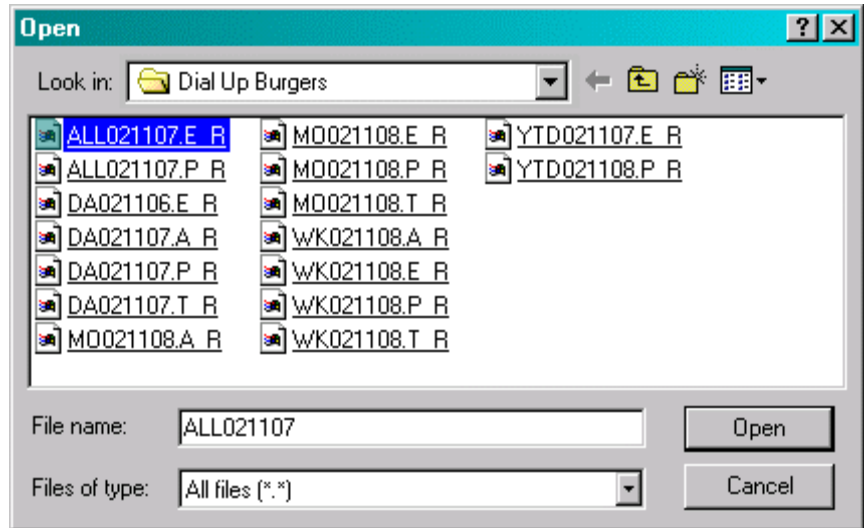 Open
Look in: Dial Up Burgers
ALL021107.E_R MO021108.E_R YTD021107.E_R
ALL021107.P_R MO021108.P_R YTD021108.P_R
DA021106.E_R MO021108.T_R
DA021107.A_R WK021108.A_R
DA021107.P_R WK021108.E_R
DA021107.T_R WK021108.P_R
MO021108.A_R WK021108.T_R
File name: ALL021107 Open
Files of type: All files (*.*) Cancel